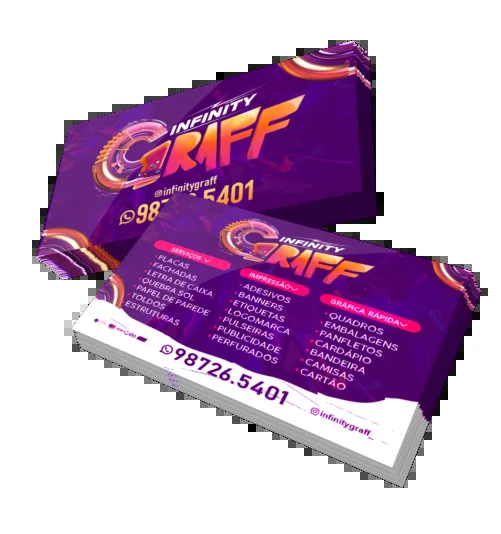 INFINITY
GRAFF
@infinitygraff
INFINITY
GRAFF
SERVIÇOS
• PLACAS
• FACHADAS
• LETRA DE CAIXA
• QUEBRA SOL
• PAPEL DE PAREDE
• TOLDOS
ESTRUTURAS
IMPRESSÃO
• ADESIVOS
• BANNERS
• ETIQUETAS
• LOGOMARCA
• PULSEIRAS
• PUBLICIDADE
• PERFURADOS
GRÁFICA RÁPIDA
• QUADROS
• EMBALAGENS
• PANFLETOS
• CARDÁPIO
• BANDEIRA
• CAMISAS
• CARTÃO
98726.5401
@infinitygraff_